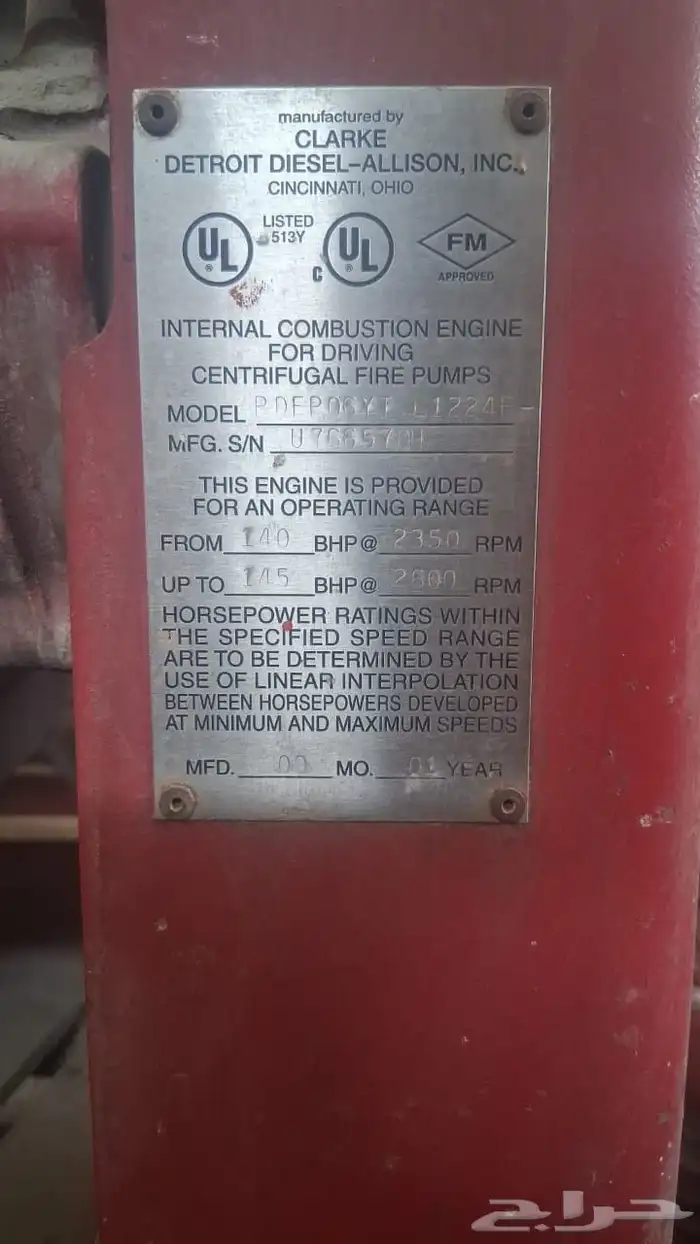 manufactured by
CLARKE
DETROIT DIESEL-ALLISON, INC.
CINCINNATI, OHIO
UL ® LISTED 513Y C UL ® FM APPROVED
INTERNAL COMBUSTION ENGINE
FOR DRIVING
CENTRIFUGAL FIRE PUMPS
MODEL
MFG. S/N
THIS ENGINE IS PROVIDED
FOR AN OPERATING RANGE
FROM 140 BHP@ 2350 RPM
UP TO 145 BHP@ RPM
HORSEPOWER RATINGS WITHIN
THE SPECIFIED SPEED RANGE
ARE TO BE DETERMINED BY THE
USE OF LINEAR INTERPOLATION
BETWEEN HORSEPOWERS DEVELOPED
AT MINIMUM AND MAXIMUM SPEEDS
MFD. MO. 01 YEAR
حراج